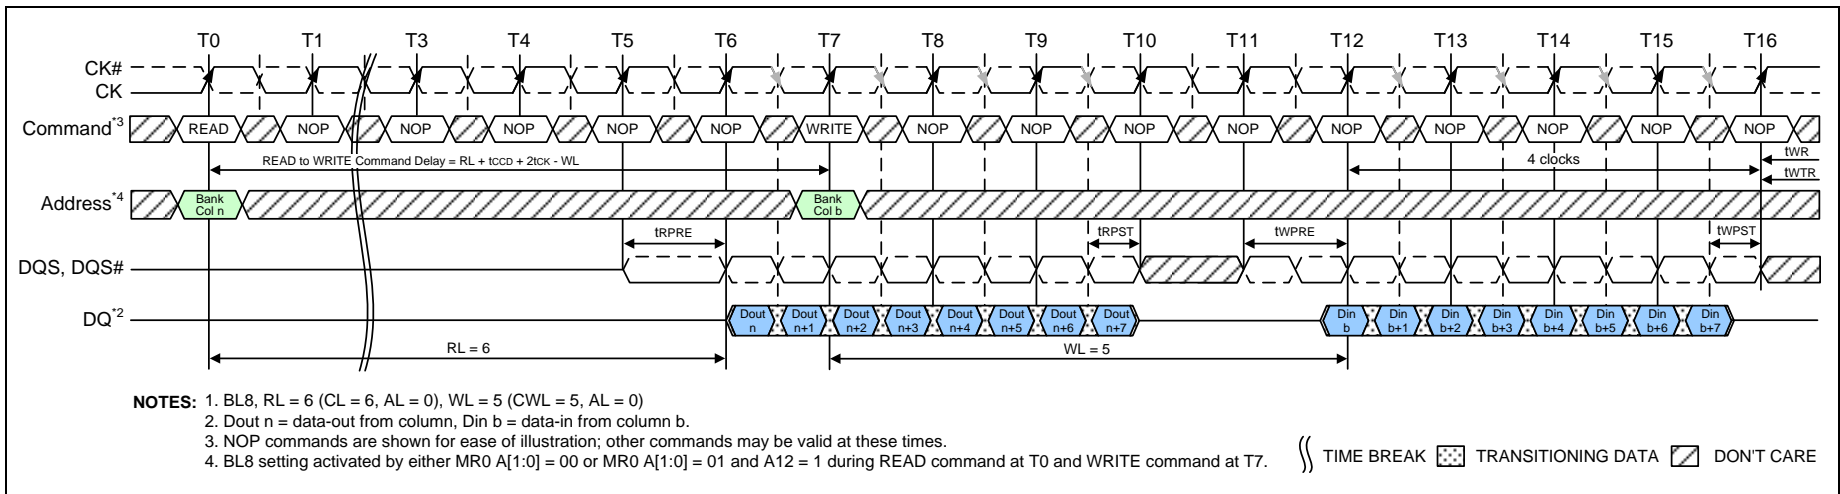 T0 T1 T3 T4 T5 T6 T7 T8 T9 T10 T11 T12 T13 T14 T15 T16
CK#
CK
Command*3 READ NOP NOP NOP NOP NOP WRITE NOP NOP NOP NOP NOP NOP NOP NOP NOP
READ to WRITE Command Delay = RL + tCCD + 2tCK - WL
4 clocks
tWR
tWTR
Address*4
Bank
Col n
Bank
Col b
tRPRE tRPST tWPRE tWPST
DQS, DQS#
DQ*2
Dout n Dout n+1 Dout n+2 Dout n+3 Dout n+4 Dout n+5 Dout n+6 Dout n+7 Din b Din b+1 Din b+2 Din b+3 Din b+4 Din b+5 Din b+6 Din b+7
RL = 6 WL = 5
NOTES: 1. BL8, RL = 6 (CL = 6, AL = 0), WL = 5 (CWL = 5, AL = 0)
2. Dout n = data-out from column, Din b = data-in from column b.
3. NOP commands are shown for ease of illustration; other commands may be valid at these times.
4. BL8 setting activated by either MR0 A[1:0] = 00 or MR0 A[1:0] = 01 and A12 = 1 during READ command at T0 and WRITE command at T7.
TIME BREAK TRANSITIONING DATA DON'T CARE